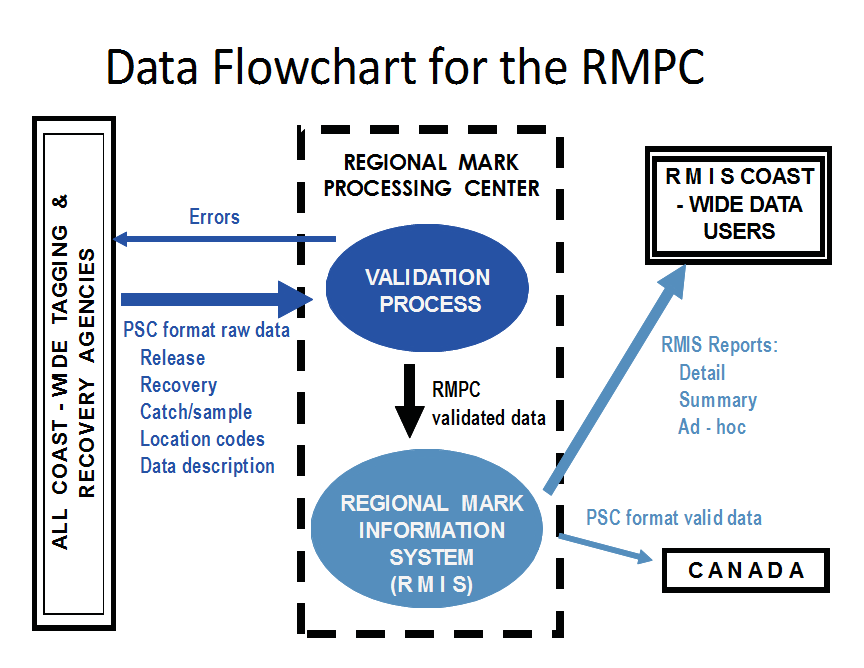 Data Flowchart for the RMPC
ALL COAST - WIDE TAGGING &
RECOVERY AGENCIES
Errors
PSC format raw data
Release
Recovery
Catch/sample
Location codes
Data description
REGIONAL MARK
PROCESSING CENTER
VALIDATION
PROCESS
RMPC
validated data
REGIONAL MARK
INFORMATION
SYSTEM
(R M I S)
R M I S COAST
- WIDE DATA
USERS
RMIS Reports:
Detail
Summary
Ad - hoc
PSC format valid data
C A N A D A